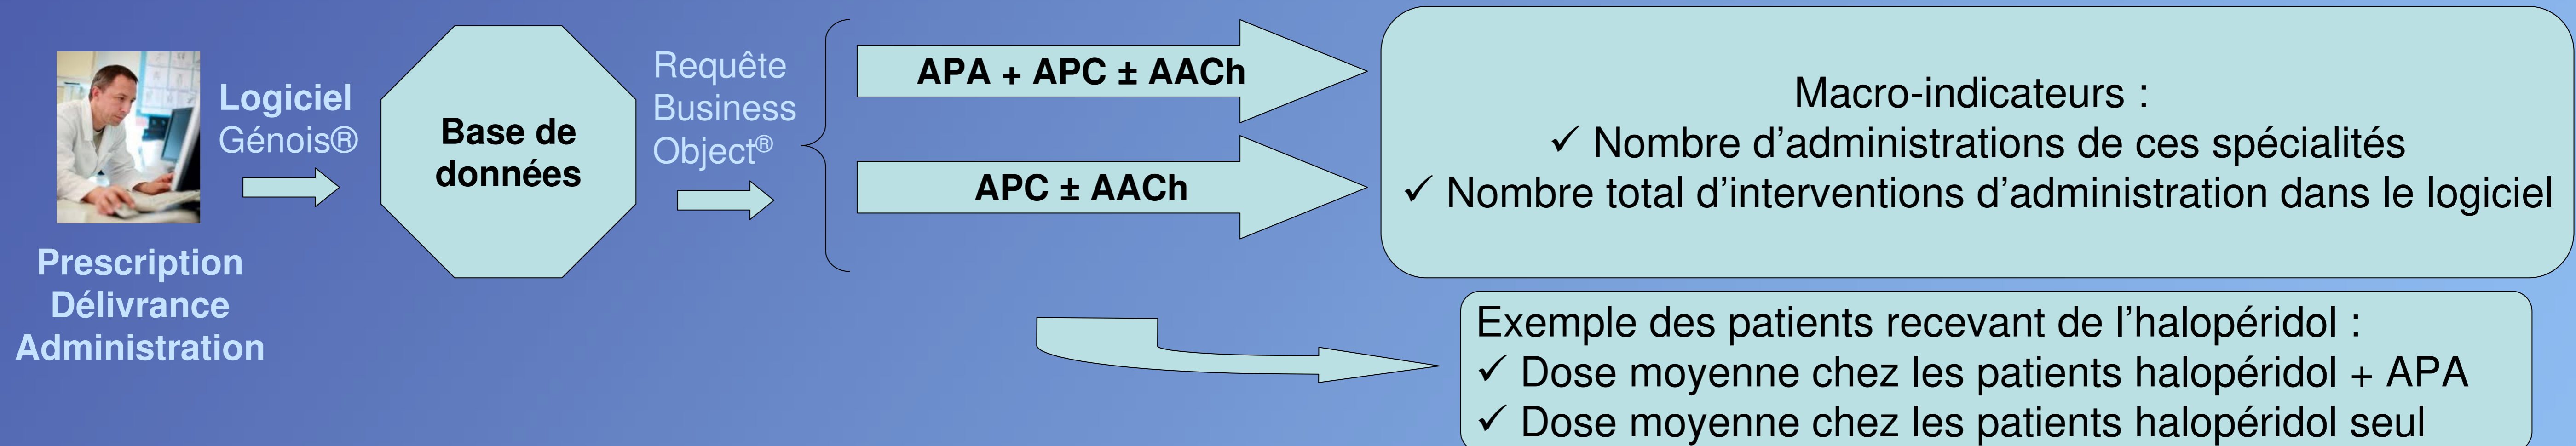 Logiciel
Génois®
Prescription
Délivrance
Administration
Base de
données
Requête
Business
Object®
APA + APC ± AACh
APC ± AACh
Macro-indicateurs :
✓ Nombre d’administrations de ces spécialités
✓ Nombre total d’interventions d’administration dans le logiciel
Exemple des patients recevant de l’halopéridol :
✓ Dose moyenne chez les patients halopéridol + APA
✓ Dose moyenne chez les patients halopéridol seul